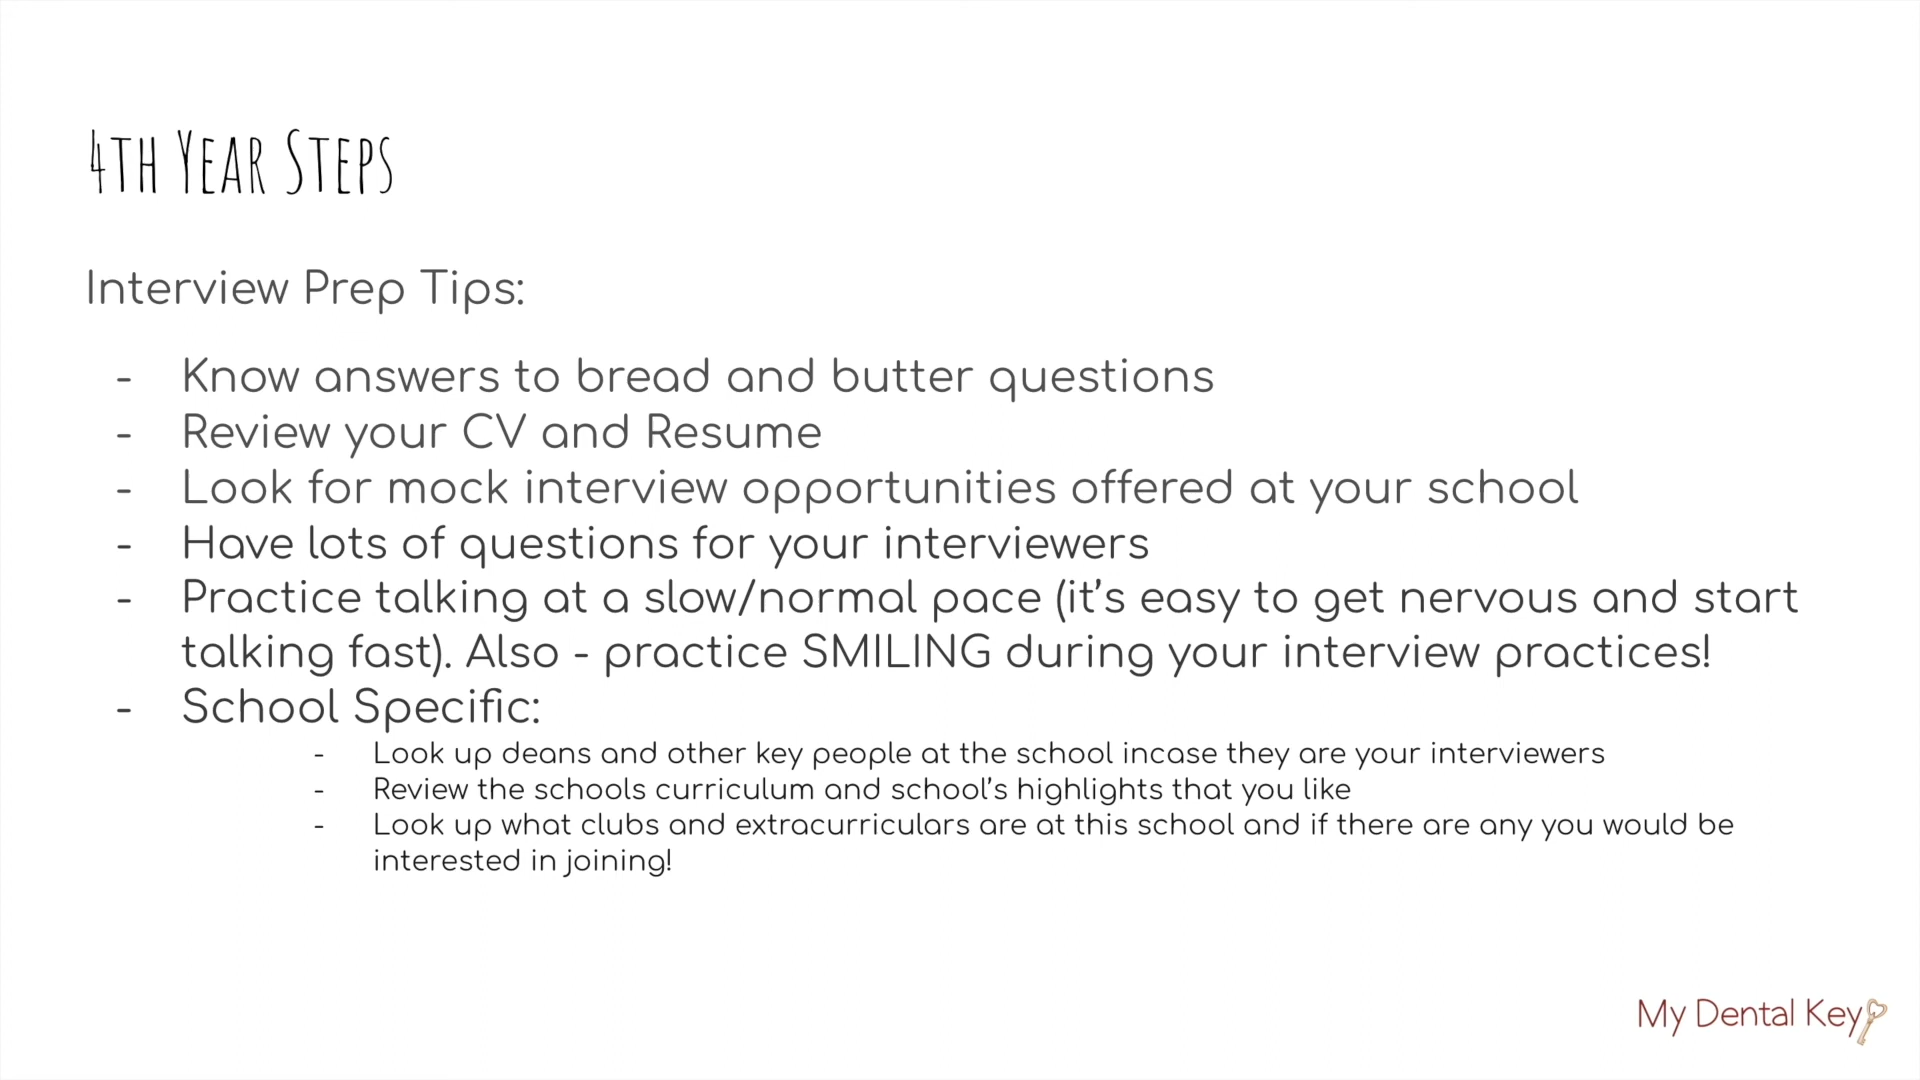 4th Year Steps
Interview Prep Tips:
- Know answers to bread and butter questions
- Review your CV and Resume
- Look for mock interview opportunities offered at your school
- Have lots of questions for your interviewers
- Practice talking at a slow/normal pace (it's easy to get nervous and start
talking fast). Also - practice SMILING during your interview practices!
- School Specific:
- Look up deans and other key people at the school incase they are your interviewers
- Review the schools curriculum and school's highlights that you like
- Look up what clubs and extracurriculars are at this school and if there are any you would be
interested in joining!
My Dental Key